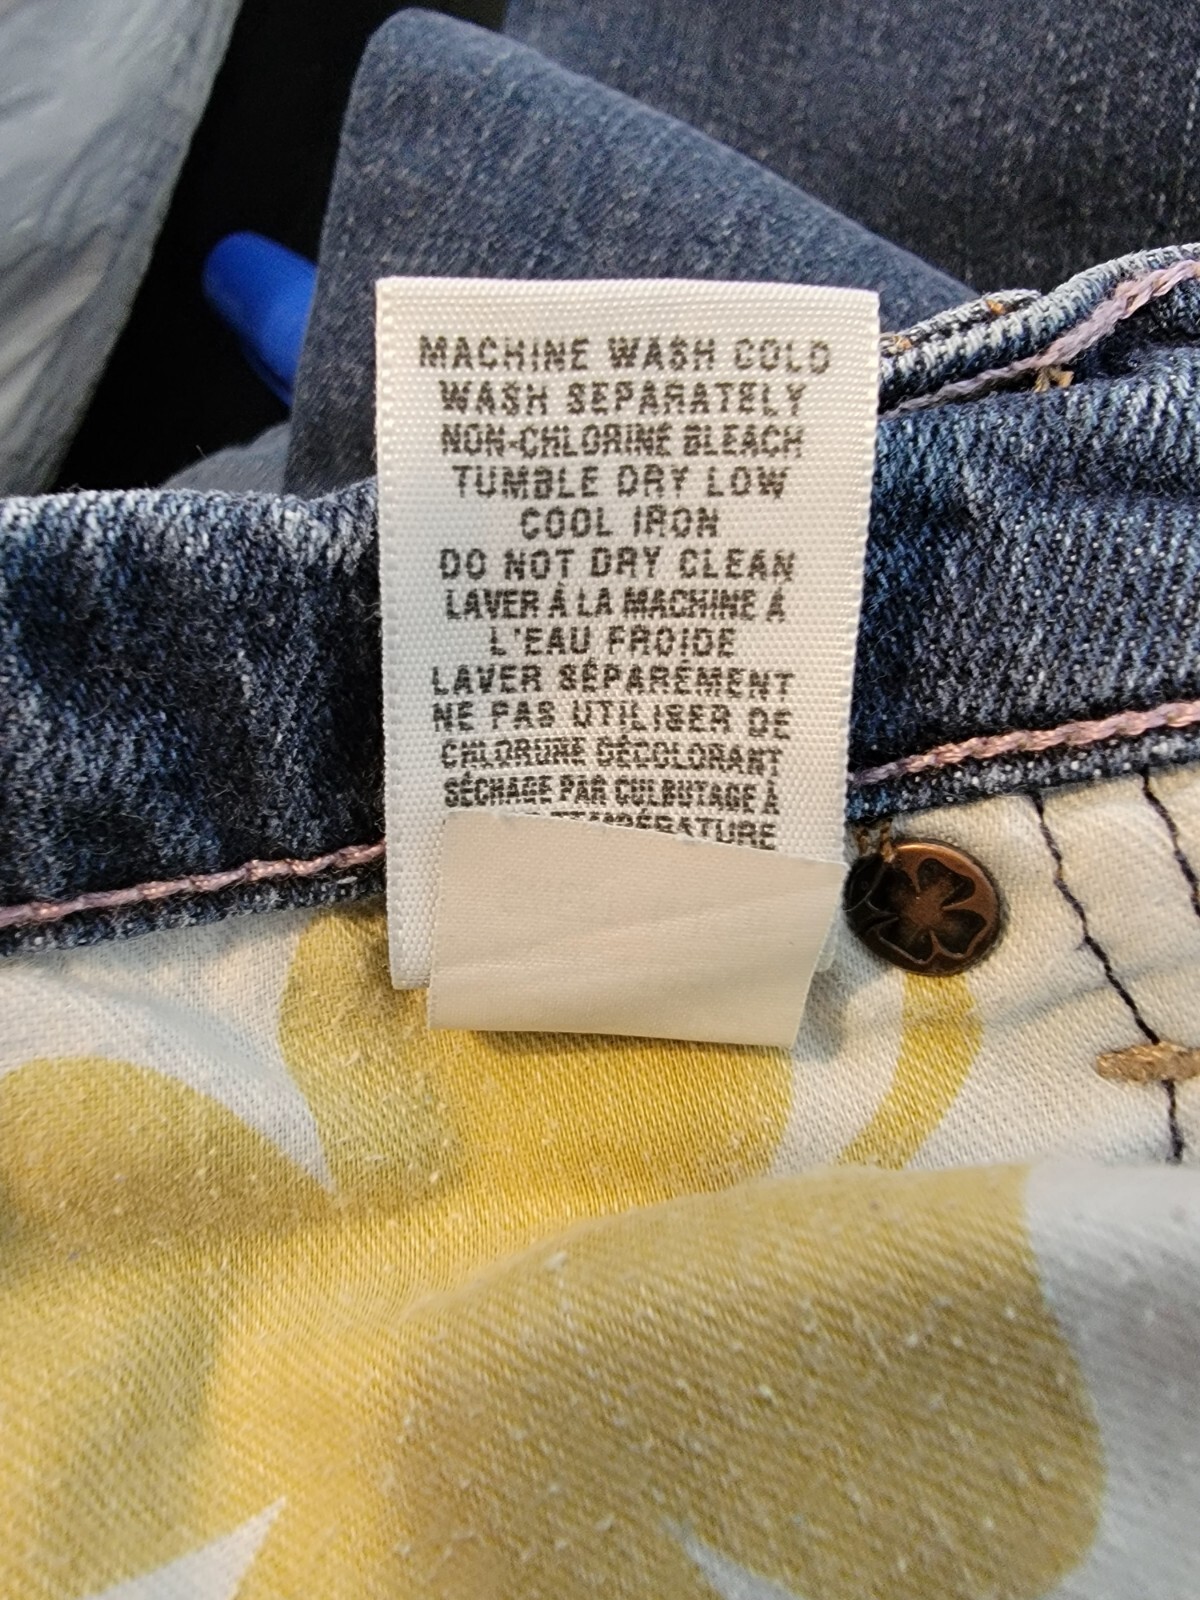 MACHINE WASH COLD
WASH SEPARATELY
NON-CHLORINE BLEACH
TUMBLE DRY LOW
COOL IRON
DO NOT DRY CLEAN
LAVER À LA MACHINE À
L'EAU FROIDE
LAVER SÉPARÉMENT
NE PAS UTILISER DE
CHLORURE DÉCOLORANT
SÉCHAGE PAR CULBUTAGE À
TEMPÉRATURE